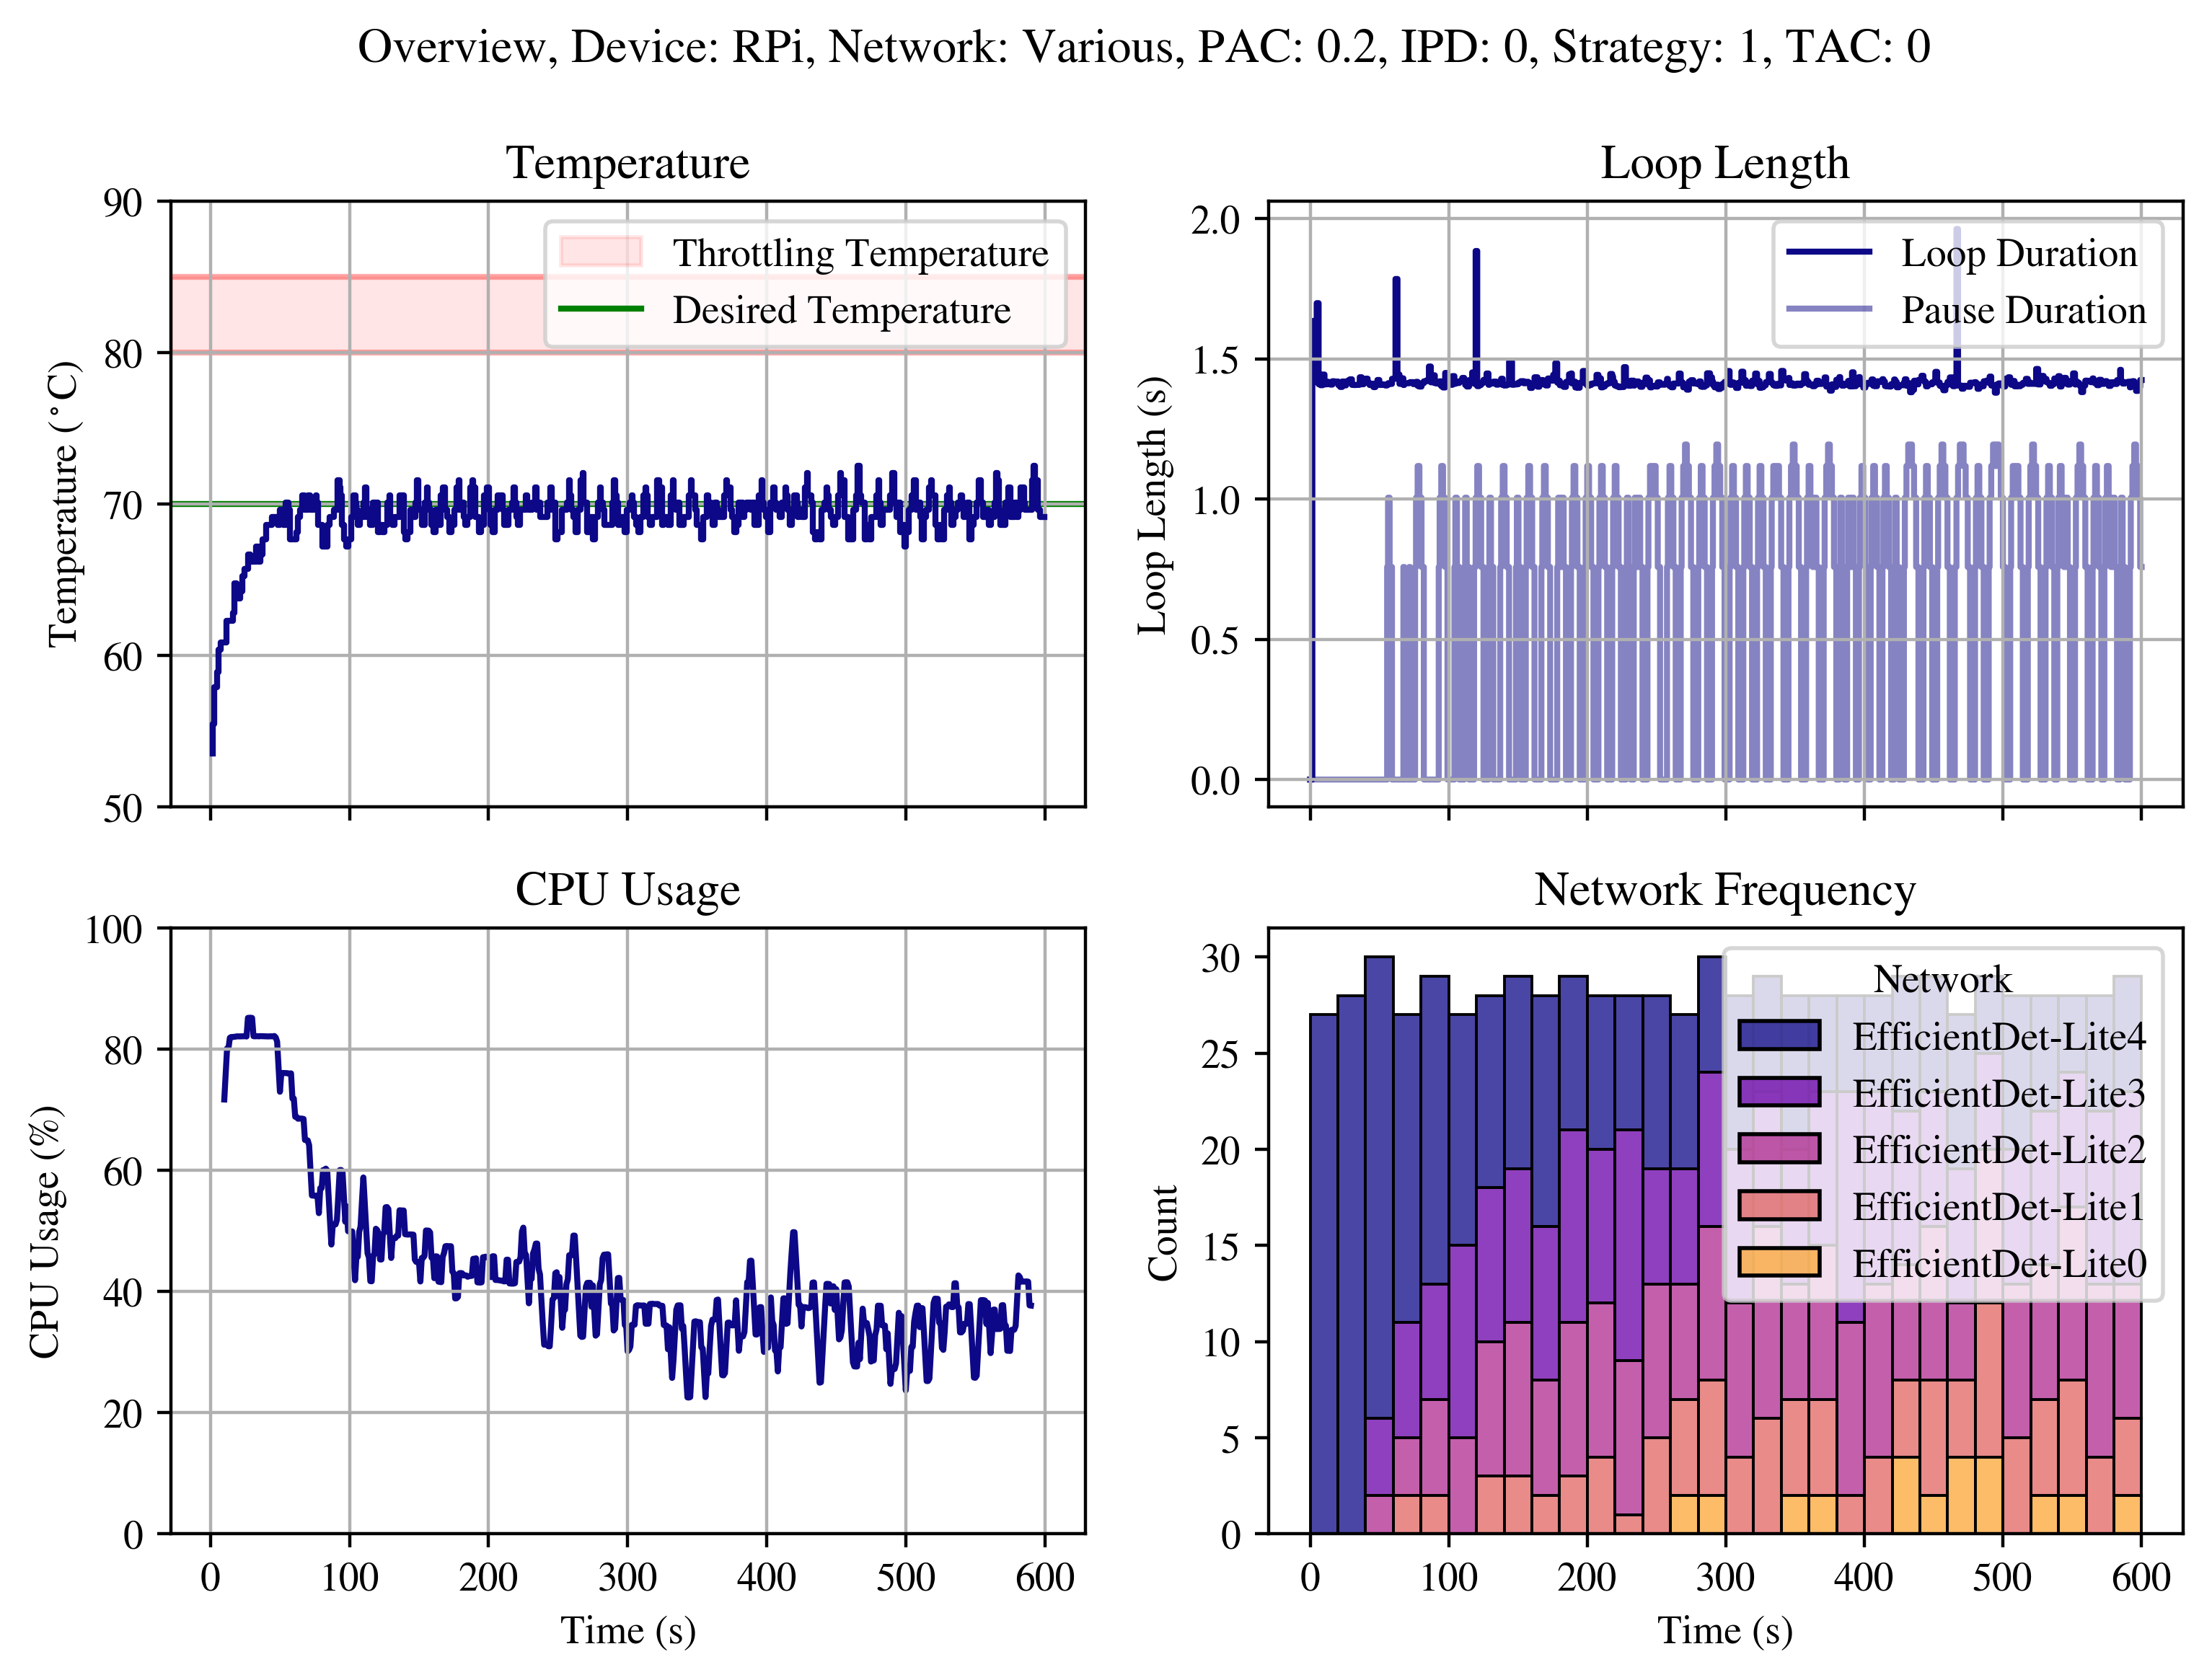 Overview, Device: RPi, Network: Various, PAC: 0.2, IPD: 0, Strategy: 1, TAC: 0
Temperature
90
80
70
60
50
Temperature (°C)
Throttling Temperature
Desired Temperature
Loop Length
2.0
1.5
1.0
0.5
0.0
Loop Length (s)
Loop Duration
Pause Duration
CPU Usage
100
80
60
40
20
0
CPU Usage (%)
0 100 200 300 400 500 600
Time (s)
Network Frequency
30
25
20
15
10
5
0
Count
Network
EfficientDet-Lite4
EfficientDet-Lite3
EfficientDet-Lite2
EfficientDet-Lite1
EfficientDet-Lite0
0 100 200 300 400 500 600
Time (s)